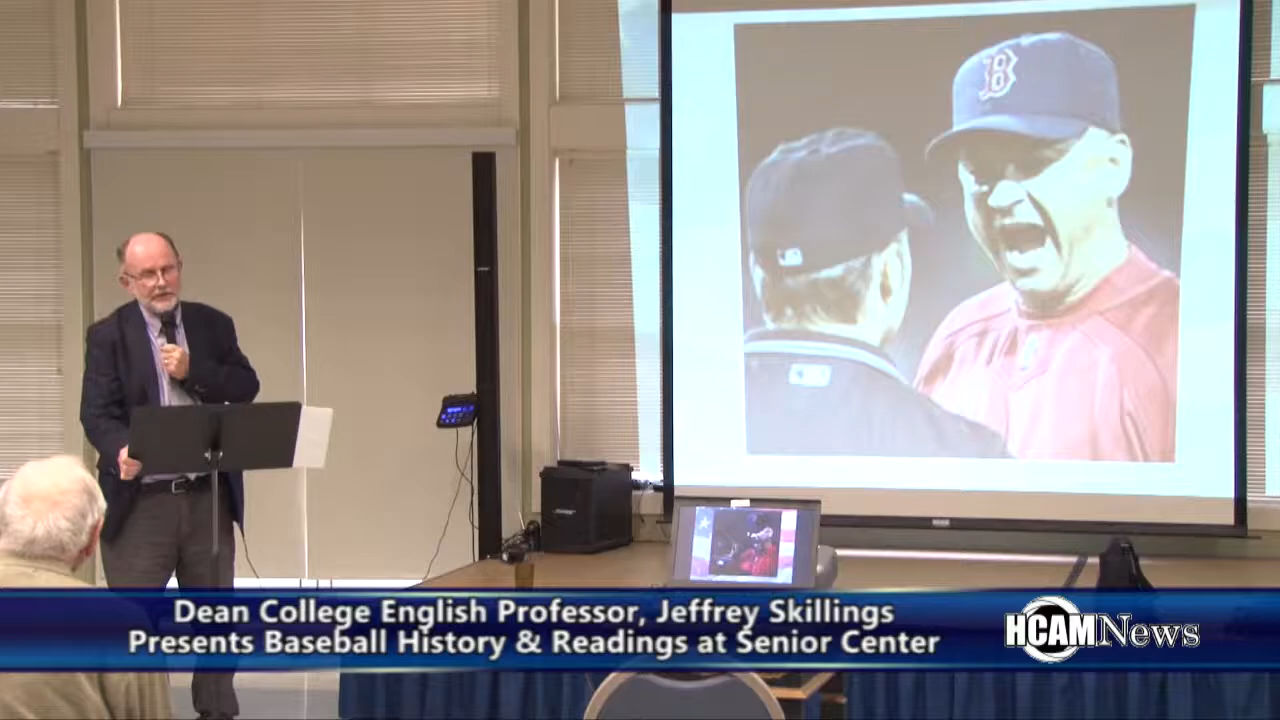 B
Dean College English Professor, Jeffrey Skillings
Presents Baseball History & Readings at Senior Center
HCAMNews